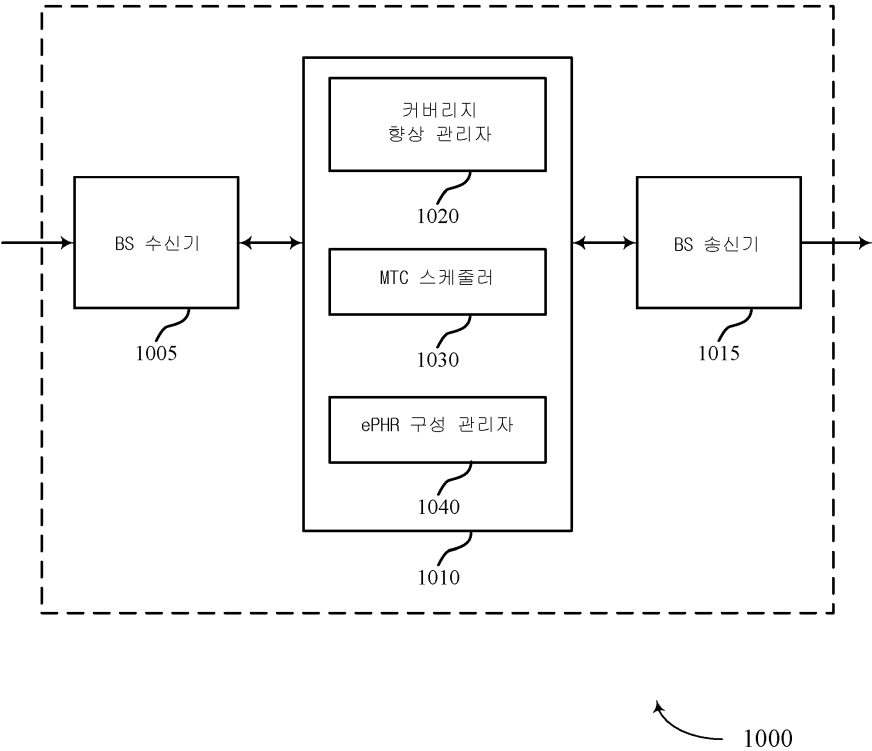 커버리지
향상 관리자
1020
BS 수신기
1005
MTC 스케줄러
1030
BS 송신기
1015
ePHR 구성 관리자
1040
1010
1000